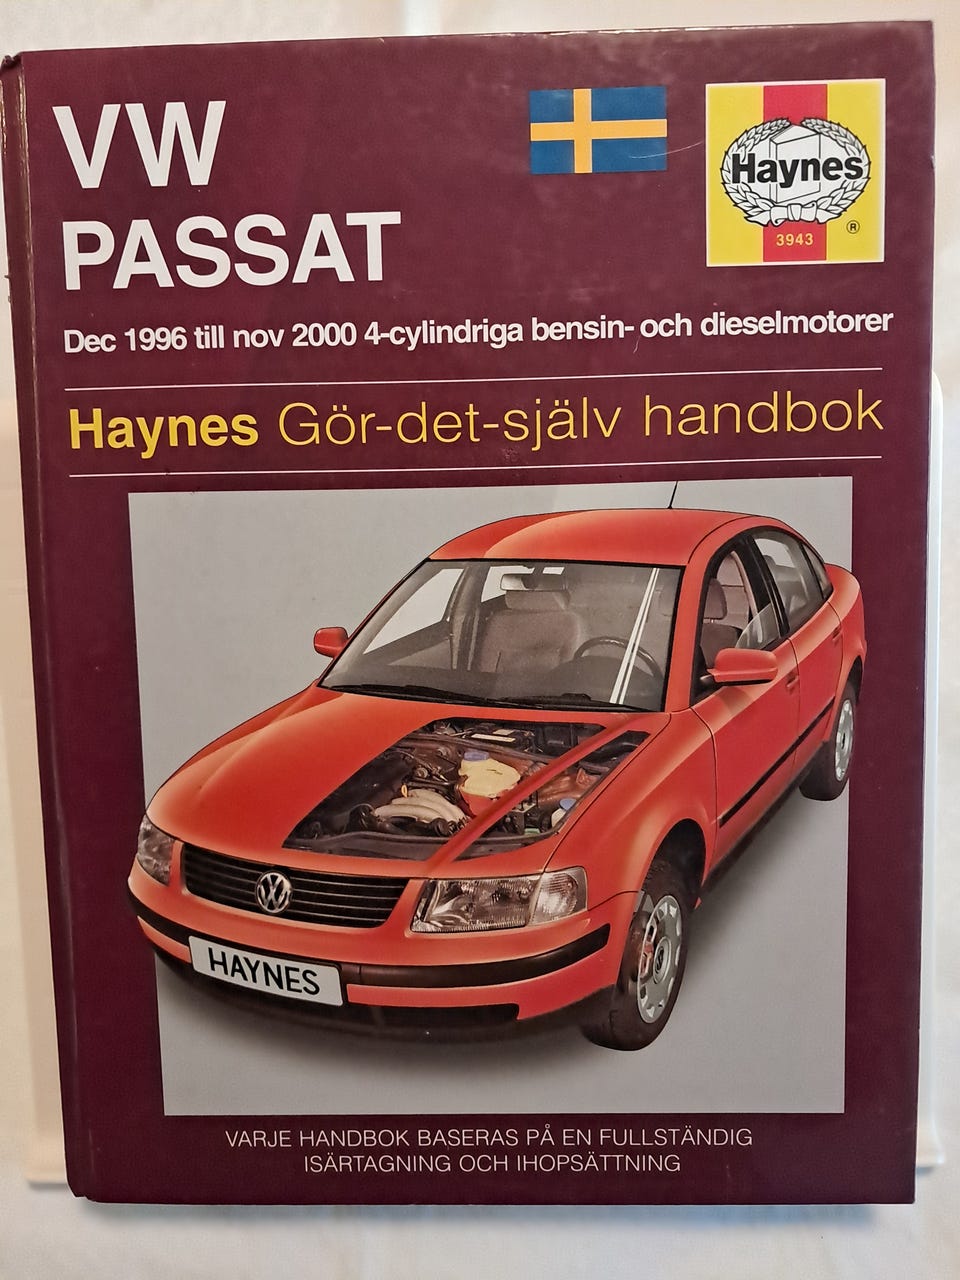 VW
PASSAT
Haynes
®
3943
Dec 1996 till nov 2000 4-cylindriga bensin- och dieselmotorer
Haynes Gör-det-själv handbok
HAYNES
VARJE HANDBOK BASERAS PÅ EN FULLSTÄNDIG
ISÄRTAGNING OCH IHOPSÄTTNING